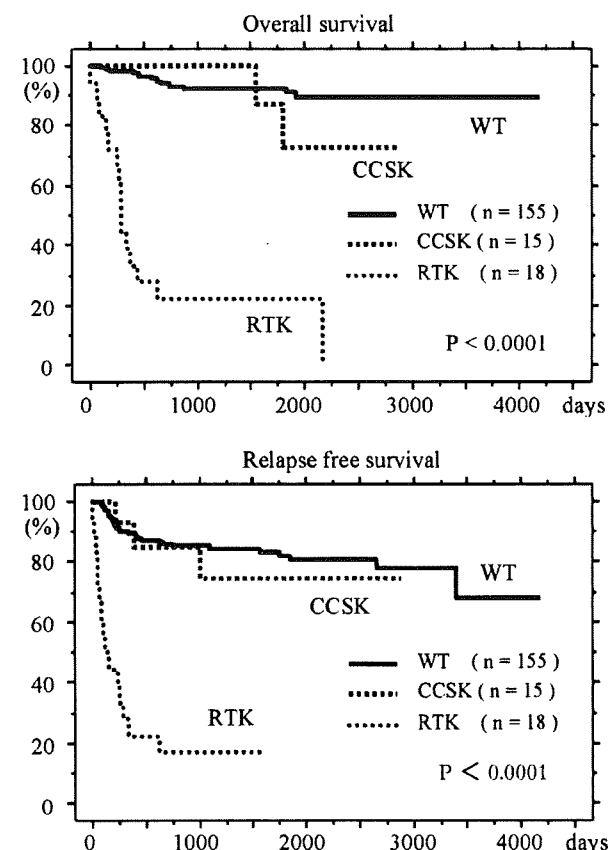 Overall survival
100
(%)
80
60
40
20
0
WT
CCSK
WT ( n = 155 )
CCSK ( n = 15 )
RTK ( n = 18 )
RTK
P < 0.0001
0 1000 2000 3000 4000 days
Relapse free survival
100
(%)
80
60
40
20
0
WT
CCSK
WT ( n = 155 )
CCSK ( n = 15 )
RTK ( n = 18 )
RTK
P < 0.0001
0 1000 2000 3000 4000 days